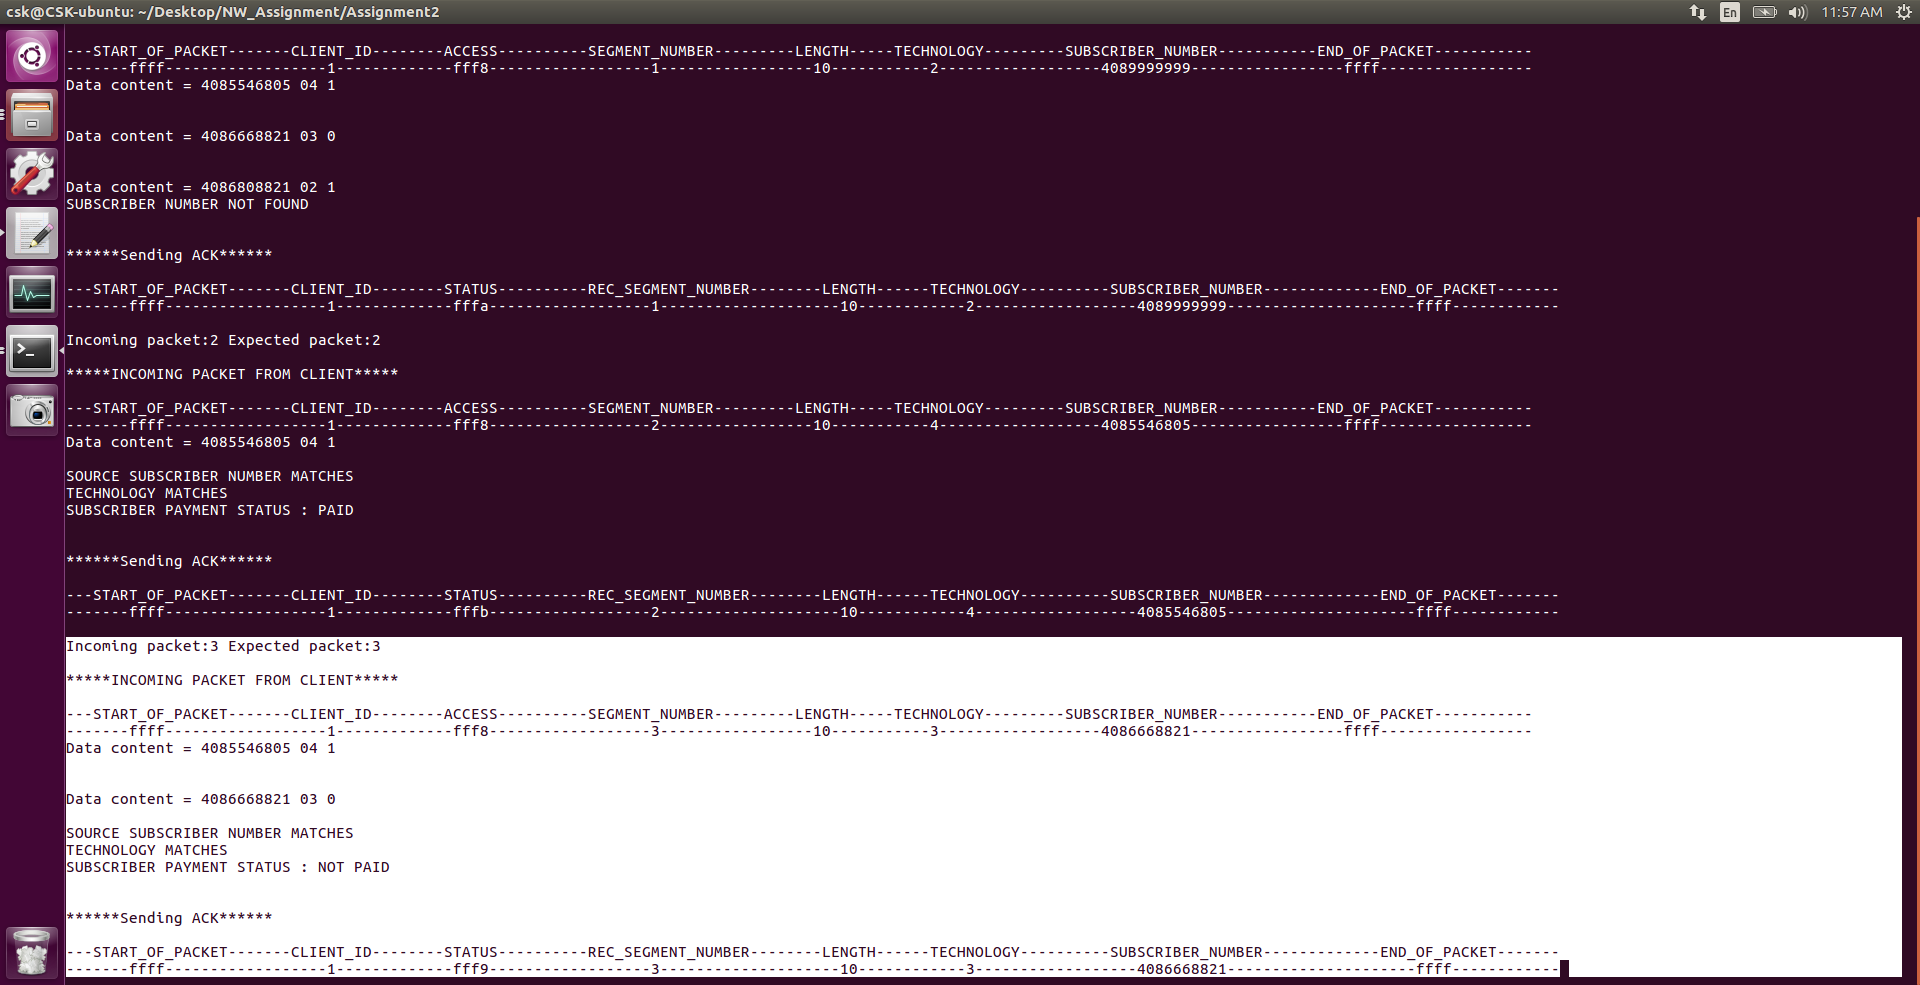 csk@CSK-ubuntu: ~/Desktop/NW_Assignment/Assignment2
En
11:57 AM
---START_OF_PACKET-------CLIENT_ID--------ACCESS----------SEGMENT_NUMBER---------LENGTH-----TECHNOLOGY---------SUBSCRIBER_NUMBER-----------END_OF_PACKET-----------
-------ffff------------------1-------------fff8------------------1-----------------10-----------2------------------4089999999-----------------ffff-----------------
Data content = 4085546805 04 1
Data content = 4086668821 03 0
Data content = 4086808821 02 1
SUBSCRIBER NUMBER NOT FOUND
******Sending ACK******
---START_OF_PACKET-------CLIENT_ID--------STATUS----------REC_SEGMENT_NUMBER--------LENGTH------TECHNOLOGY----------SUBSCRIBER_NUMBER-------------END_OF_PACKET-------
-------ffff------------------1-------------fffa------------------1--------------------10------------2------------------4089999999---------------------ffff------------
Incoming packet:2 Expected packet:2
*****INCOMING PACKET FROM CLIENT*****
---START_OF_PACKET-------CLIENT_ID--------ACCESS----------SEGMENT_NUMBER---------LENGTH-----TECHNOLOGY---------SUBSCRIBER_NUMBER-----------END_OF_PACKET-----------
-------ffff------------------1-------------fff8------------------2-----------------10-----------4------------------4085546805-----------------ffff-----------------
Data content = 4085546805 04 1
SOURCE SUBSCRIBER NUMBER MATCHES
TECHNOLOGY MATCHES
SUBSCRIBER PAYMENT STATUS : PAID
******Sending ACK******
---START_OF_PACKET-------CLIENT_ID--------STATUS----------REC_SEGMENT_NUMBER--------LENGTH------TECHNOLOGY----------SUBSCRIBER_NUMBER-------------END_OF_PACKET-------
-------ffff------------------1-------------fffb------------------2--------------------10------------4------------------4085546805---------------------ffff------------
Incoming packet:3 Expected packet:3
*****INCOMING PACKET FROM CLIENT*****
---START_OF_PACKET-------CLIENT_ID--------ACCESS----------SEGMENT_NUMBER---------LENGTH-----TECHNOLOGY---------SUBSCRIBER_NUMBER-----------END_OF_PACKET-----------
-------ffff------------------1-------------fff8------------------3-----------------10-----------3------------------4086668821-----------------ffff-----------------
Data content = 4085546805 04 1
Data content = 4086668821 03 0
SOURCE SUBSCRIBER NUMBER MATCHES
TECHNOLOGY MATCHES
SUBSCRIBER PAYMENT STATUS : NOT PAID
******Sending ACK******
---START_OF_PACKET-------CLIENT_ID--------STATUS----------REC_SEGMENT_NUMBER--------LENGTH------TECHNOLOGY----------SUBSCRIBER_NUMBER-------------END_OF_PACKET-------
-------ffff------------------1-------------fff9------------------3--------------------10------------3------------------4086668821---------------------ffff------------